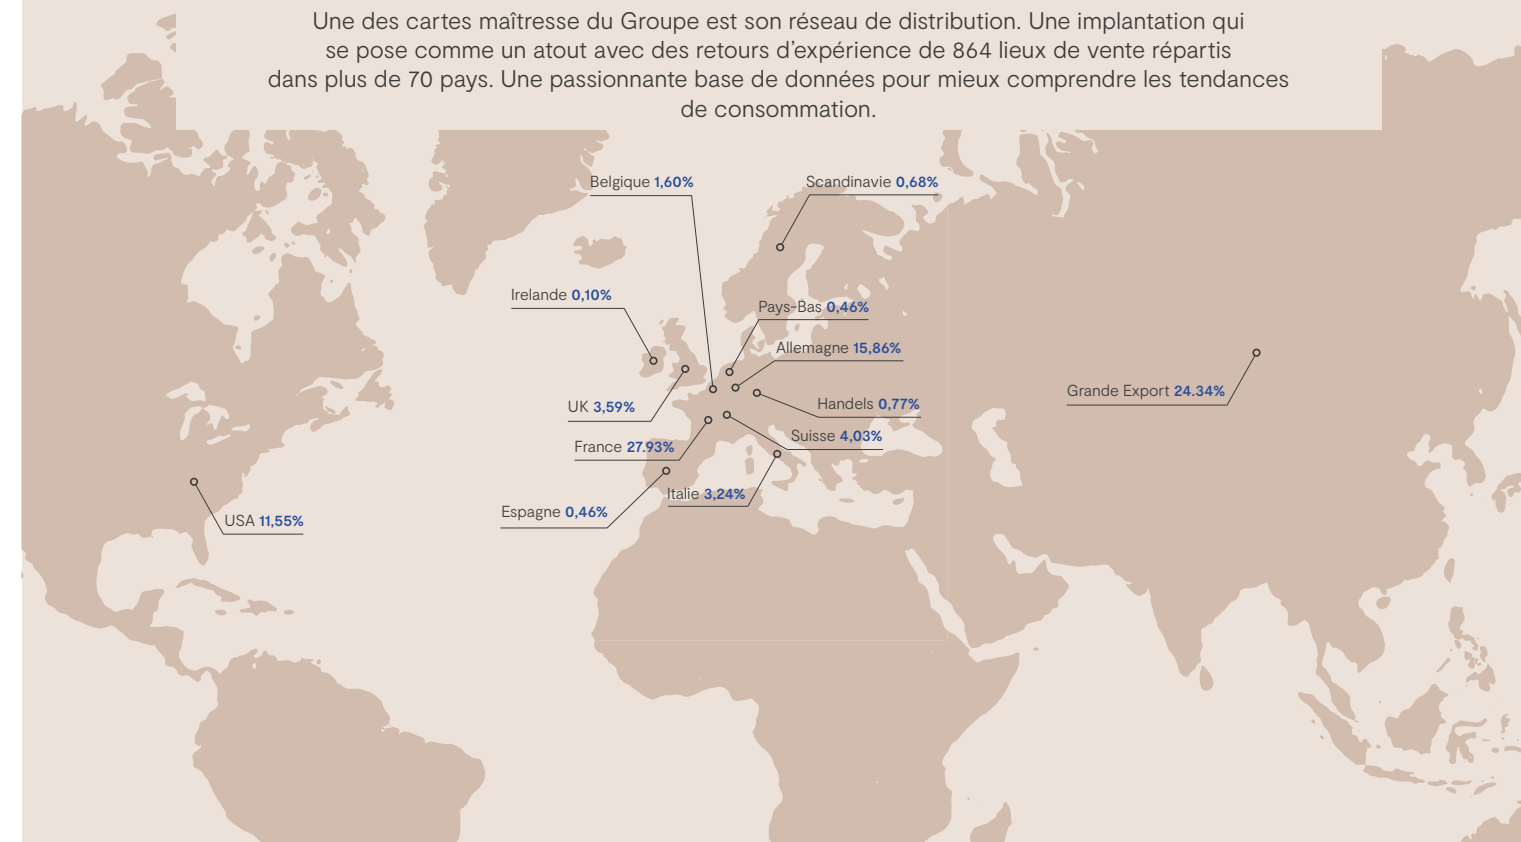 Une des cartes maîtresse du Groupe est son réseau de distribution. Une implantation qui
se pose comme un atout avec des retours d’expérience de 864 lieux de vente répartis
dans plus de 70 pays. Une passionnante base de données pour mieux comprendre les tendances
de consommation.
Belgique 1,60%
Scandinavie 0,68%
Irelande 0,10%
Pays-Bas 0,46%
Allemagne 15,86%
Grande Export 24.34%
UK 3,59%
Handels 0,77%
France 27.93%
Suisse 4,03%
Italie 3,24%
Espagne 0,46%
USA 11,55%